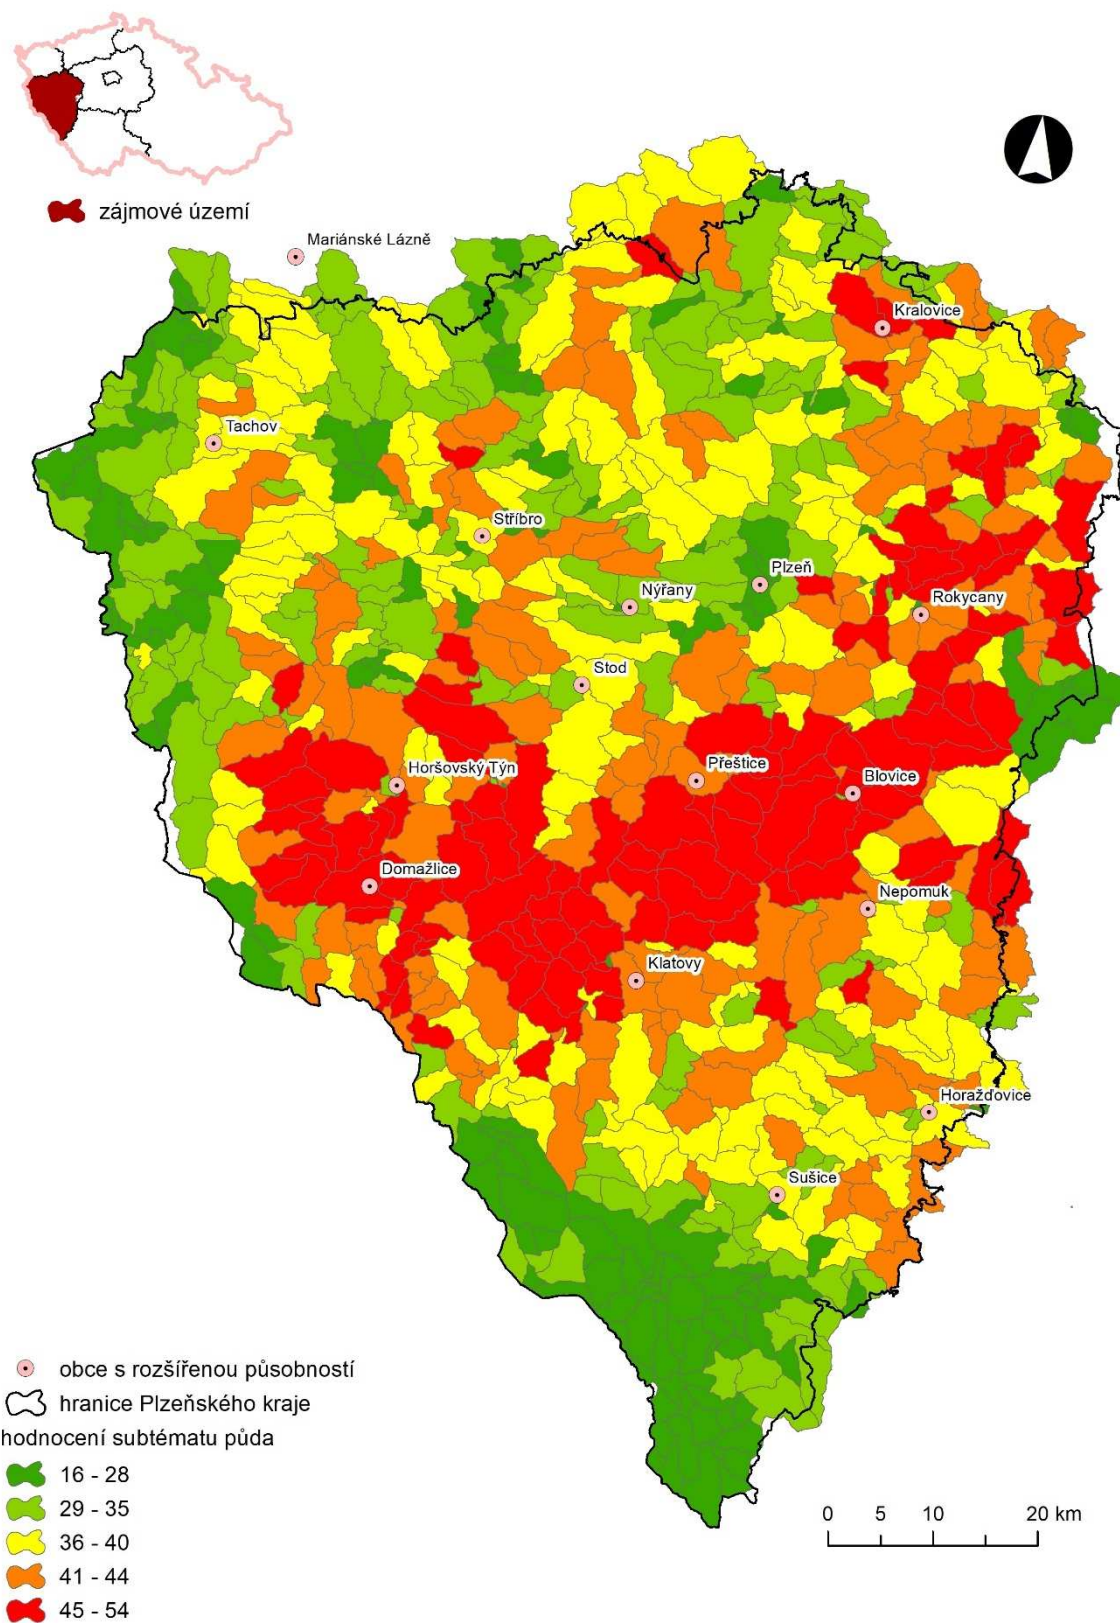 zájmové území
Mariánské Lázně
Kralovice
Tachov
Stříbro
Plzeň
Nýřany
Rokycany
Stod
Horšovský Týn
Přeštice
Blovice
Domažlice
Nepomuk
Klatovy
Horažďovice
Sušice
obce s rozšířenou působností
hranice Plzeňského kraje
hodnocení subtématu půda
16 - 28
29 - 35
36 - 40
41 - 44
45 - 54
0 5 10 20 km